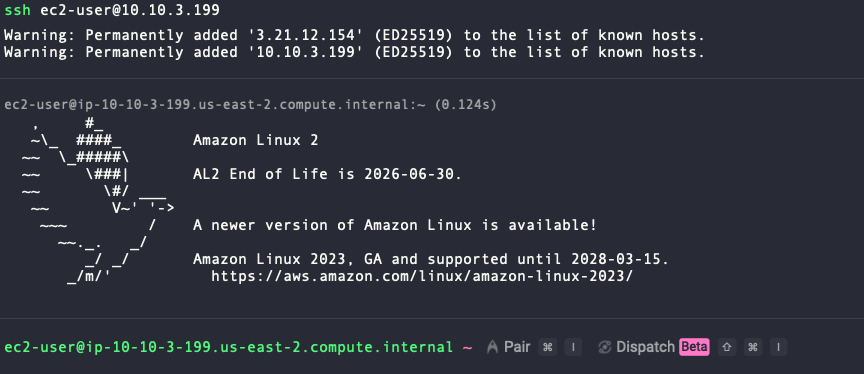 ssh ec2-user@10.10.3.199
Warning: Permanently added '3.21.12.154' (ED25519) to the list of known hosts.
Warning: Permanently added '10.10.3.199' (ED25519) to the list of known hosts.
ec2-user@ip-10-10-3-199.us-east-2.compute.internal:~ (0.124s)
   ,     #_
   ~\_  ####_        Amazon Linux 2
  ~~  \_#####\
  ~~     \###|       AL2 End of Life is 2026-06-30.
  ~~       \#/ ___
   ~~       V~' '->
    ~~~         /    A newer version of Amazon Linux is available!
      ~~._.   _/
         _/ _/       Amazon Linux 2023, GA and supported until 2028-03-15.
       _/m/'           https://aws.amazon.com/linux/amazon-linux-2023/
ec2-user@ip-10-10-3-199.us-east-2.compute.internal ~ Pair ⌘ I Dispatch Beta ⇧ ⌘ I